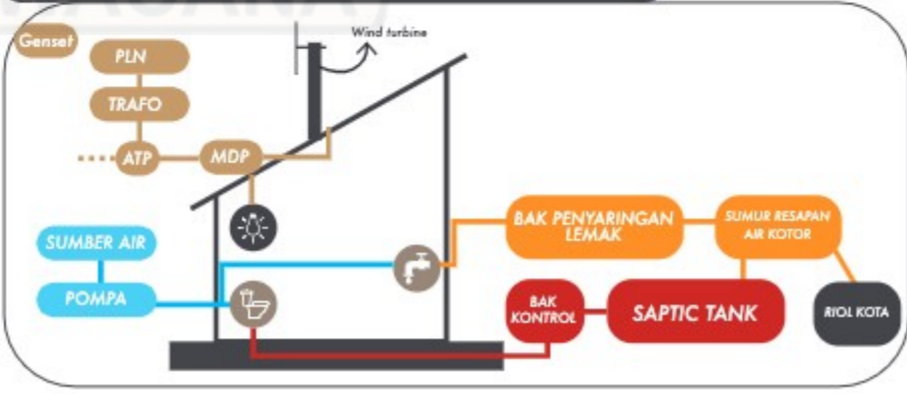 Genset
PLN
TRAFO
ATP
MDP
Wind turbine
SUMBER AIR
POMPA
BAK PENYARINGAN
LEMAK
SUMUR RESAPAN
AIR KOTOR
BAK
KONTROL
SAPTIC TANK
RIOL KOTA